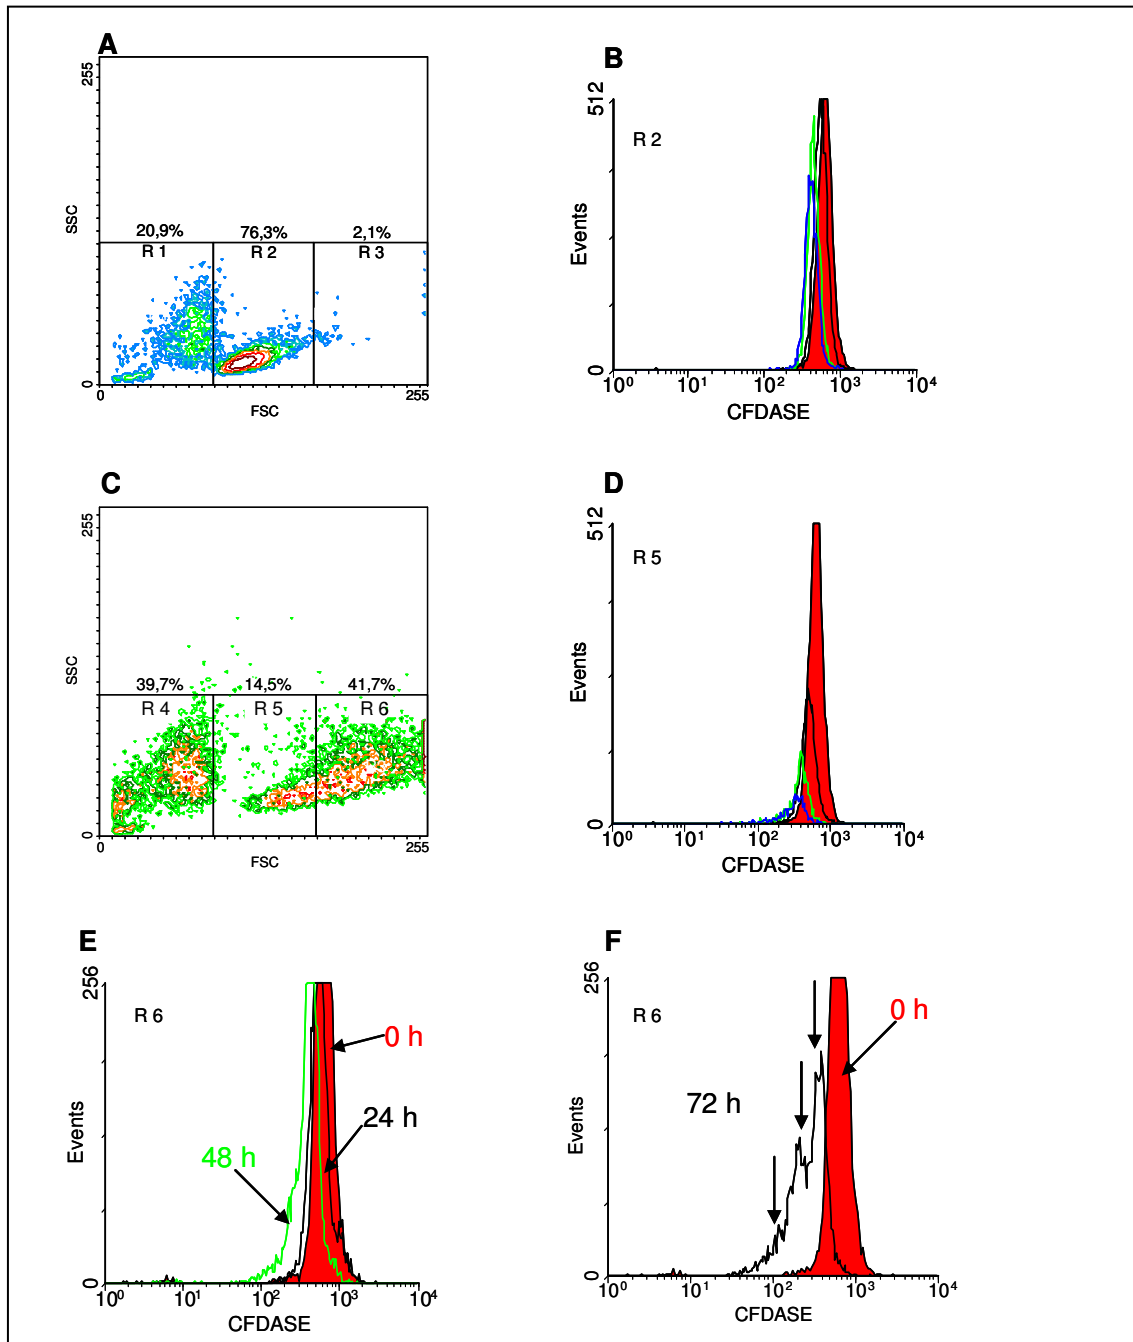 A
255
SSC
20,9% 76,3% 2,1%
R 1 R 2 R 3
0
0 255
FSC
B
512
R 2
Events
0
10⁰ 10¹ 10² 10³ 10⁴
CFDASE
C
255
SSC
39,7% 14,5% 41,7%
R 4 R 5 R 6
0
0 255
FSC
D
512
R 5
Events
0
10⁰ 10¹ 10² 10³ 10⁴
CFDASE
E
256
R 6
0 h
24 h
48 h
Events
0
10⁰ 10¹ 10² 10³ 10⁴
CFDASE
F
256
R 6
0 h
72 h
Events
0
10⁰ 10¹ 10² 10³ 10⁴
CFDASE